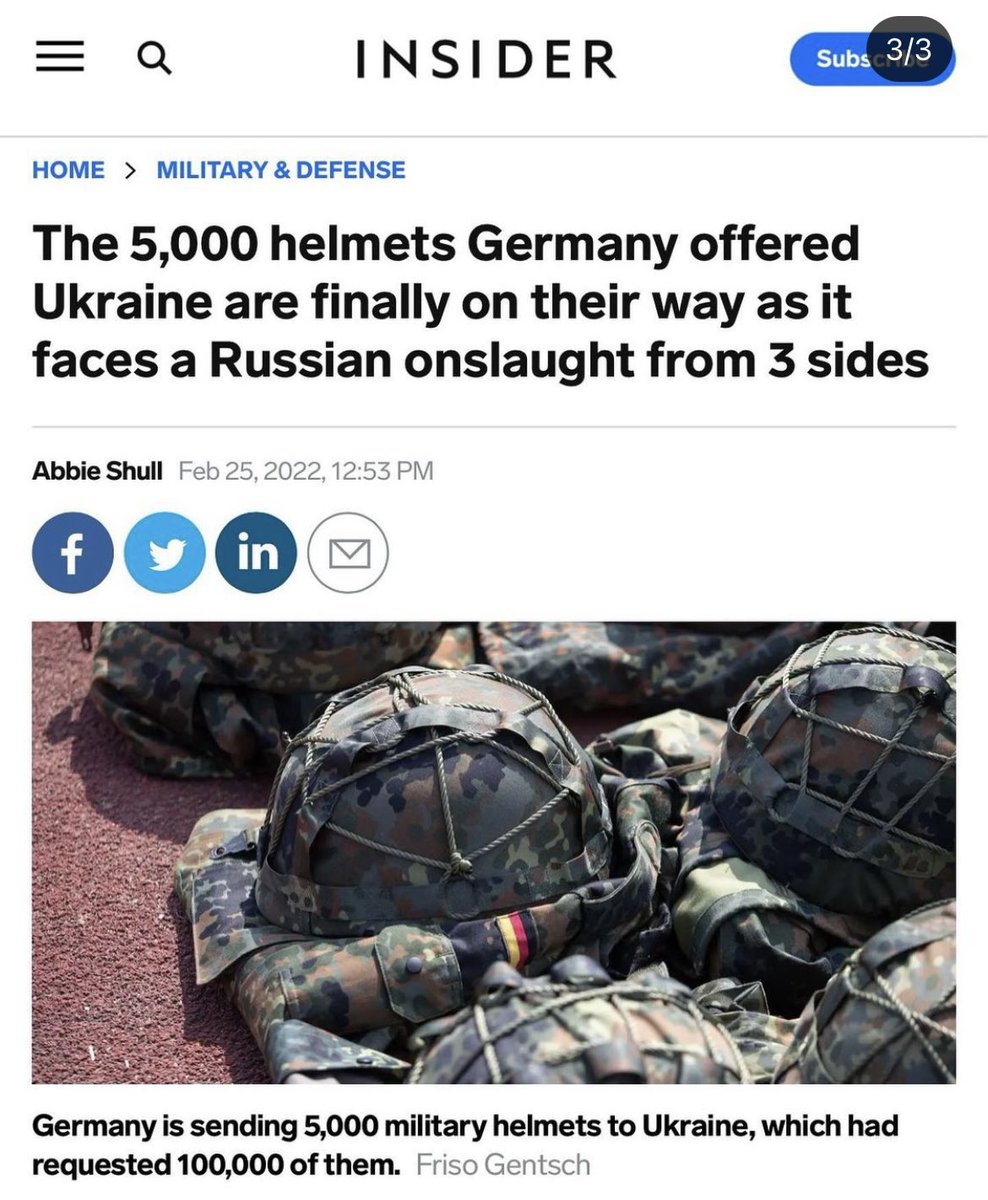 INSIDER
Subscribe
3/3
HOME > MILITARY & DEFENSE
The 5,000 helmets Germany offered
Ukraine are finally on their way as it
faces a Russian onslaught from 3 sides
Abbie Shull Feb 25, 2022, 12:53 PM
f in
Germany is sending 5,000 military helmets to Ukraine, which had
requested 100,000 of them. Friso Gentsch